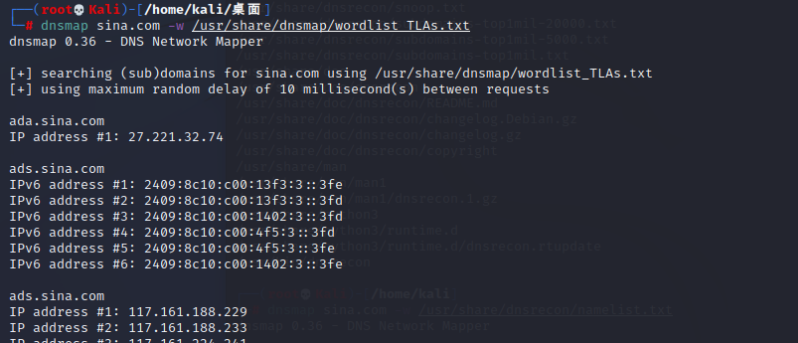 ┌──(root💀Kali)-[/home/kali/桌面]
└─# dnsmap sina.com -w /usr/share/dnsmap/wordlist_TLAs.txt
dnsmap 0.36 - DNS Network Mapper
[+] searching (sub)domains for sina.com using /usr/share/dnsmap/wordlist_TLAs.txt
[+] using maximum random delay of 10 millisecond(s) between requests
ada.sina.com
IP address #1: 27.221.32.74
ads.sina.com
IPv6 address #1: 2409:8c10:c00:13f3:3::3fe
IPv6 address #2: 2409:8c10:c00:13f3:3::3fd
IPv6 address #3: 2409:8c10:c00:1402:3::3fd
IPv6 address #4: 2409:8c10:c00:4f5:3::3fd
IPv6 address #5: 2409:8c10:c00:4f5:3::3fe
IPv6 address #6: 2409:8c10:c00:1402:3::3fe
ads.sina.com
IP address #1: 117.161.188.229
IP address #2: 117.161.188.233